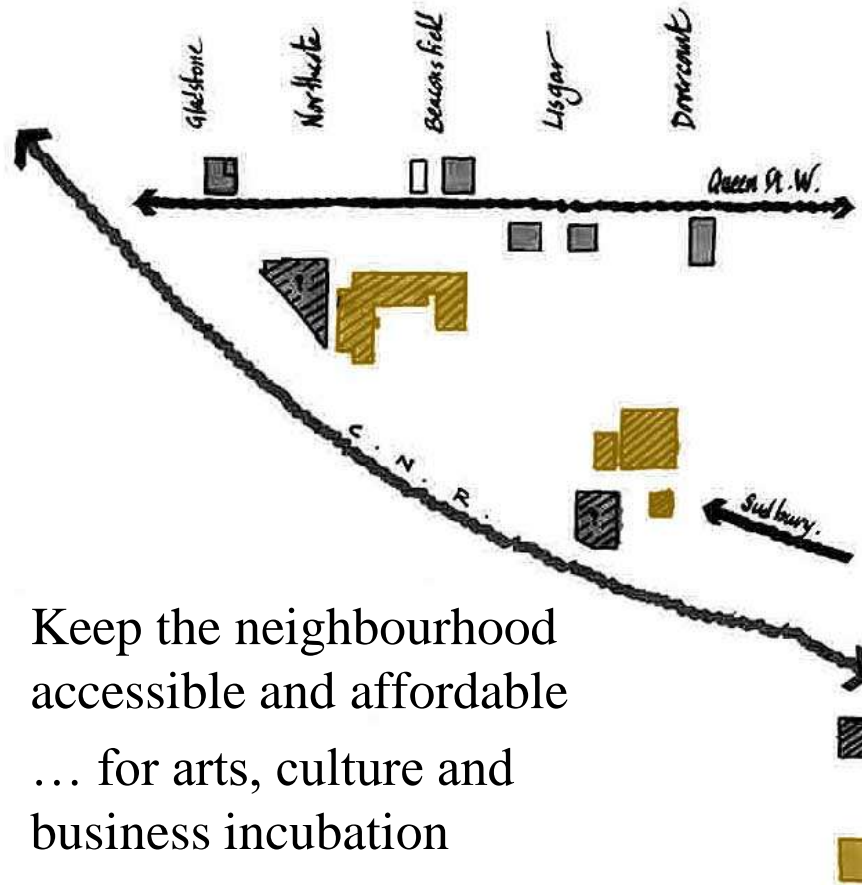 Gladstone
Northcote
Beaconsfield
Lisgar
Dovercourt
Queen St. W.
C. N. R.
Sudbury.
Keep the neighbourhood
accessible and affordable
… for arts, culture and
business incubation